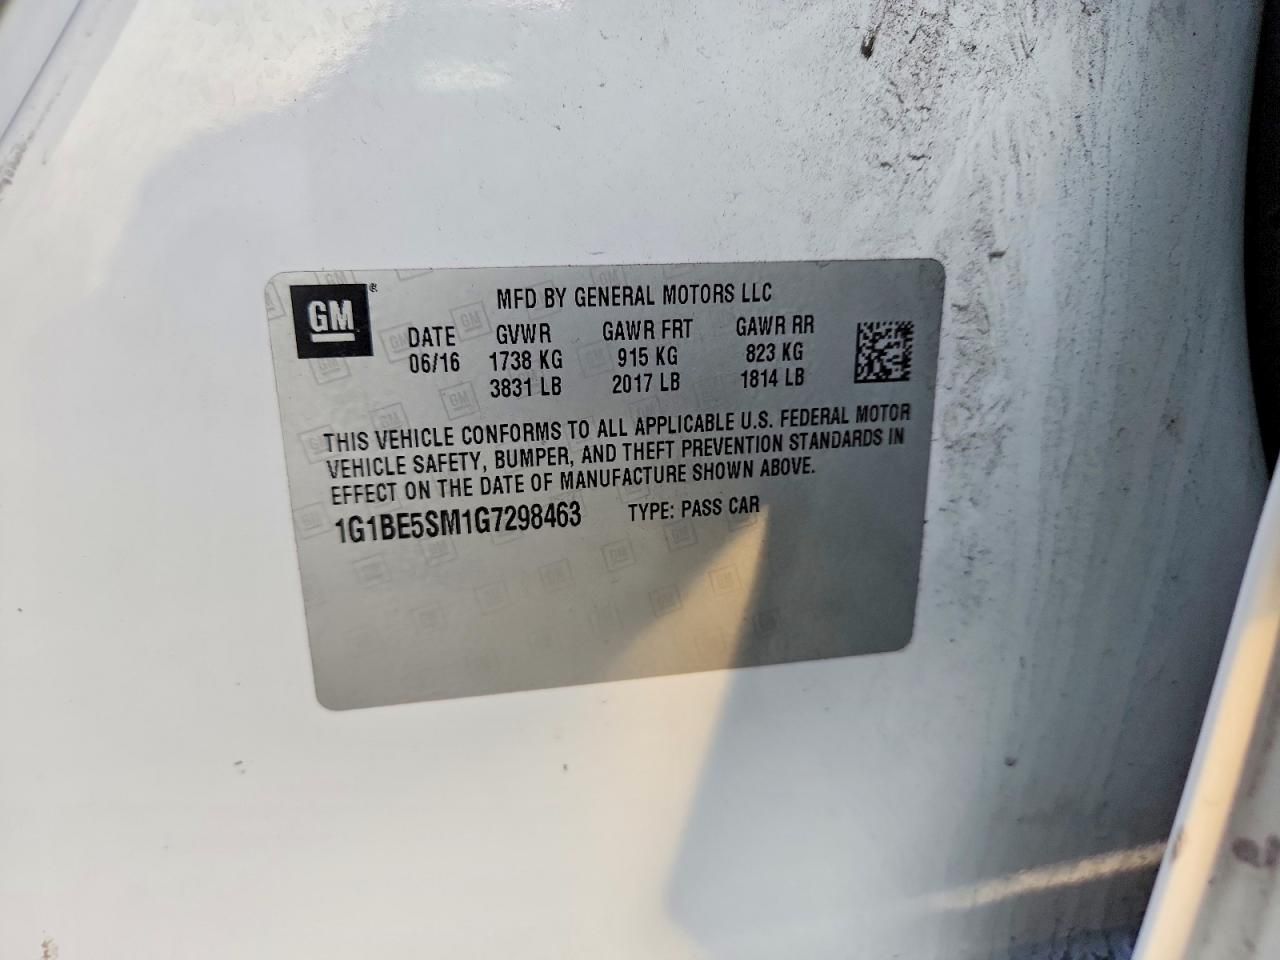 GM
MFD BY GENERAL MOTORS LLC
DATE GVWR GAWR FRT GAWR RR
06/16 1738 KG 915 KG 823 KG
3831 LB 2017 LB 1814 LB
THIS VEHICLE CONFORMS TO ALL APPLICABLE U.S. FEDERAL MOTOR
VEHICLE SAFETY, BUMPER, AND THEFT PREVENTION STANDARDS IN
EFFECT ON THE DATE OF MANUFACTURE SHOWN ABOVE.
1G1BE5SM1G7298463 TYPE: PASS CAR